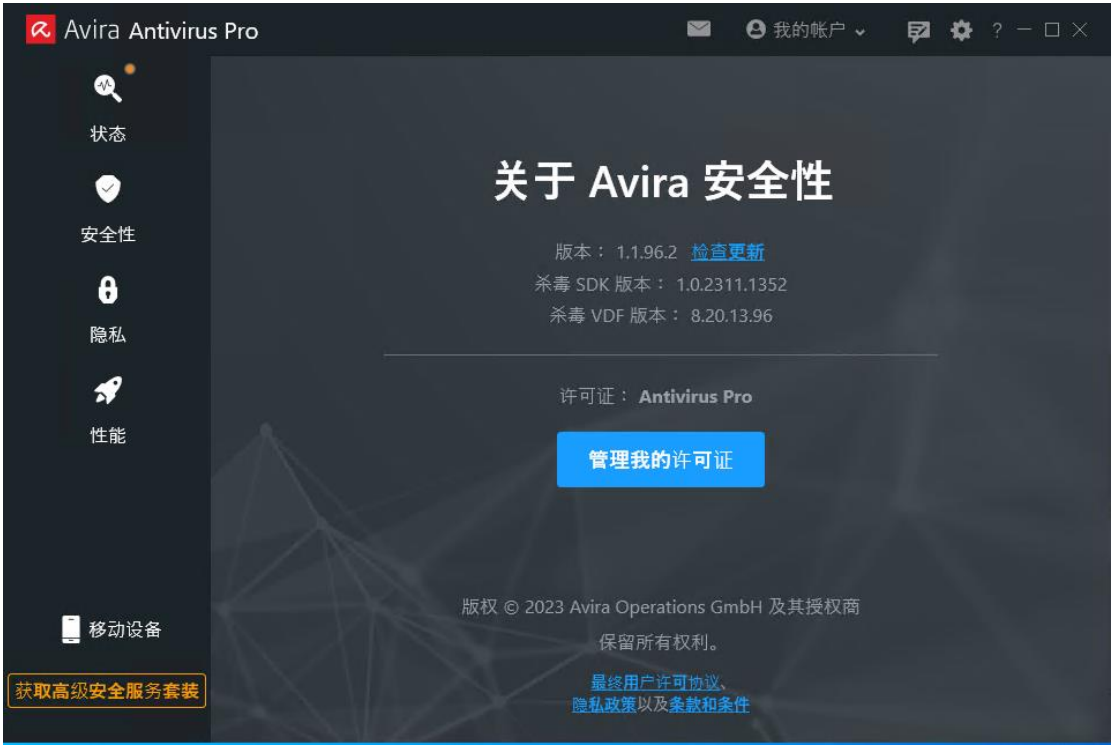 Avira Antivirus Pro
我的帐户
?
状态
安全性
隐私
性能
移动设备
获取高级安全服务套装
关于 Avira 安全性
版本： 1.1.96.2 检查更新
杀毒 SDK 版本： 1.0.2311.1352
杀毒 VDF 版本： 8.20.13.96
许可证： Antivirus Pro
管理我的许可证
版权 © 2023 Avira Operations GmbH 及其授权商
保留所有权利。
最终用户许可协议、
隐私政策以及条款和条件